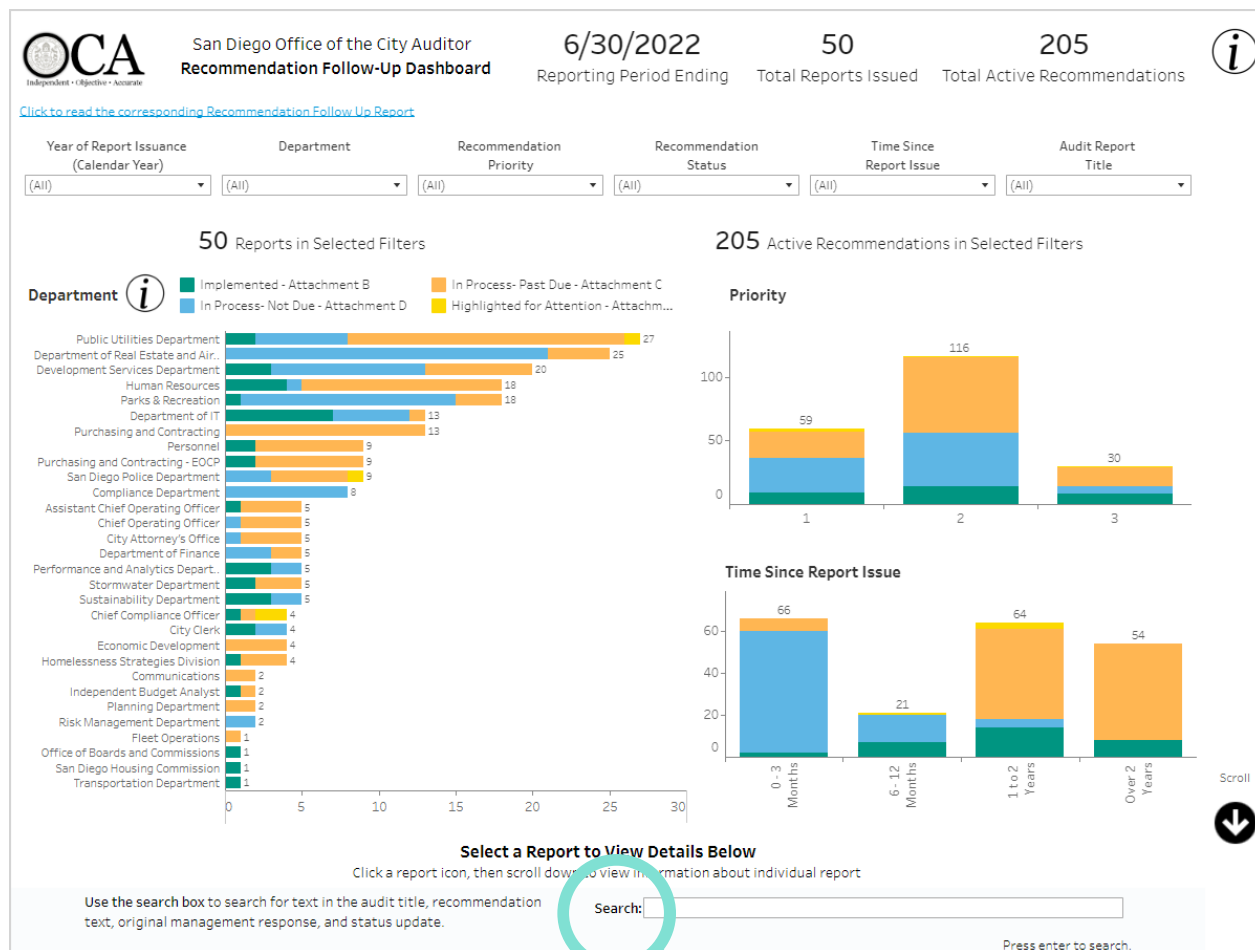 OCA
Independent • Objective • Accurate
San Diego Office of the City Auditor
Recommendation Follow-Up Dashboard
6/30/2022
Reporting Period Ending
50
Total Reports Issued
205
Total Active Recommendations
i
Click to read the corresponding Recommendation Follow Up Report
Year of Report Issuance
(Calendar Year)
(All)
Department
(All)
Recommendation
Priority
(All)
Recommendation
Status
(All)
Time Since
Report Issue
(All)
Audit Report
Title
(All)
50 Reports in Selected Filters
205 Active Recommendations in Selected Filters
Department i
Implemented - Attachment B
In Process- Past Due - Attachment C
In Process- Not Due - Attachment D
Highlighted for Attention - Attachm...
Public Utilities Department 27
Department of Real Estate and Air.. 25
Development Services Department 20
Human Resources 18
Parks & Recreation 18
Department of IT 13
Purchasing and Contracting 13
Personnel 9
Purchasing and Contracting - EOCP 9
San Diego Police Department 9
Compliance Department 8
Assistant Chief Operating Officer 5
Chief Operating Officer 5
City Attorney's Office 5
Department of Finance 5
Performance and Analytics Depart.. 5
Stormwater Department 5
Sustainability Department 5
Chief Compliance Officer 4
City Clerk 4
Economic Development 4
Homelessness Strategies Division 4
Communications 2
Independent Budget Analyst 2
Planning Department 2
Risk Management Department 2
Fleet Operations 1
Office of Boards and Commissions 1
San Diego Housing Commission 1
Transportation Department 1
0 5 10 15 20 25 30
Priority
116
100
59
50
30
0
1 2 3
Time Since Report Issue
66
64
60
54
40
21
20
0
0 - 3
Months
6 - 12
Months
1 to 2
Years
Over 2
Years
Scroll
Select a Report to View Details Below
Click a report icon, then scroll down to view information about individual report
Use the search box to search for text in the audit title, recommendation
text, original management response, and status update.
Search:
Press enter to search.